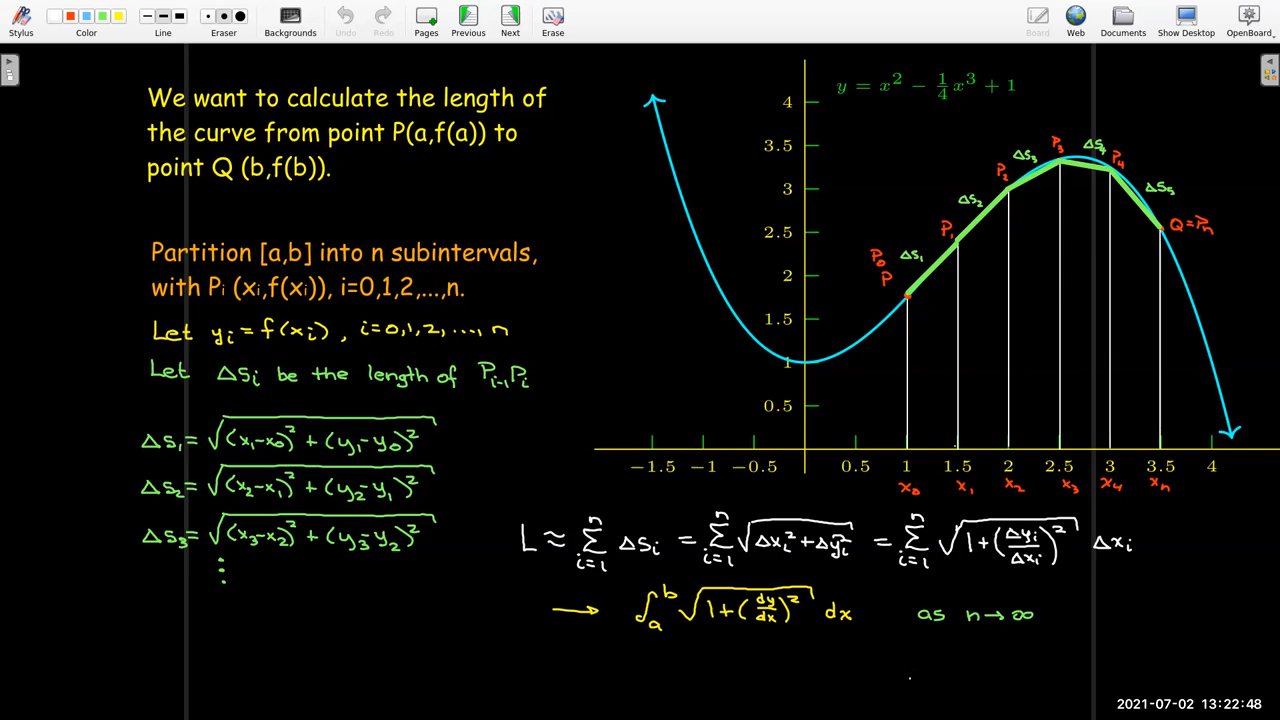 Stylus Color Line Eraser Backgrounds Undo Redo Pages Previous Next Erase Board Web Documents Show Desktop OpenBoard
We want to calculate the length of
the curve from point P(a,f(a)) to
point Q (b,f(b)).
Partition [a,b] into n subintervals,
with Pᵢ (xᵢ,f(xᵢ)), i=0,1,2,...,n.
Let yᵢ = f(xᵢ), i=0,1,2,...,n
Let Δsᵢ be the length of Pᵢ₋₁Pᵢ
Δs₁ = √((x₁-x₀)² + (y₁-y₀)²)
Δs₂ = √((x₂-x₁)² + (y₂-y₁)²)
Δs₃ = √((x₃-x₂)² + (y₃-y₂)²)
⋮
y = x² − 1/4 x³ + 1
4
3.5
3
2.5
2
1.5
1
0.5
P₀
P
Δs₁
P₁
Δs₂
P₂
Δs₃
P₃
Δs₄
P₄
Δs₅
Q = Pₙ
−1.5 −1 −0.5 0.5 1 1.5 2 2.5 3 3.5 4
x₀ x₁ x₂ x₃ x₄ xₙ
L ≈ ∑ᵢ₌₁ⁿ Δsᵢ = ∑ᵢ₌₁ⁿ √(Δxᵢ² + Δyᵢ²) = ∑ᵢ₌₁ⁿ √(1+(Δyᵢ/Δxᵢ)²) Δxᵢ
→ ∫ₐᵇ √(1+(dy/dx)²) dx as n→∞
2021-07-02 13:22:48